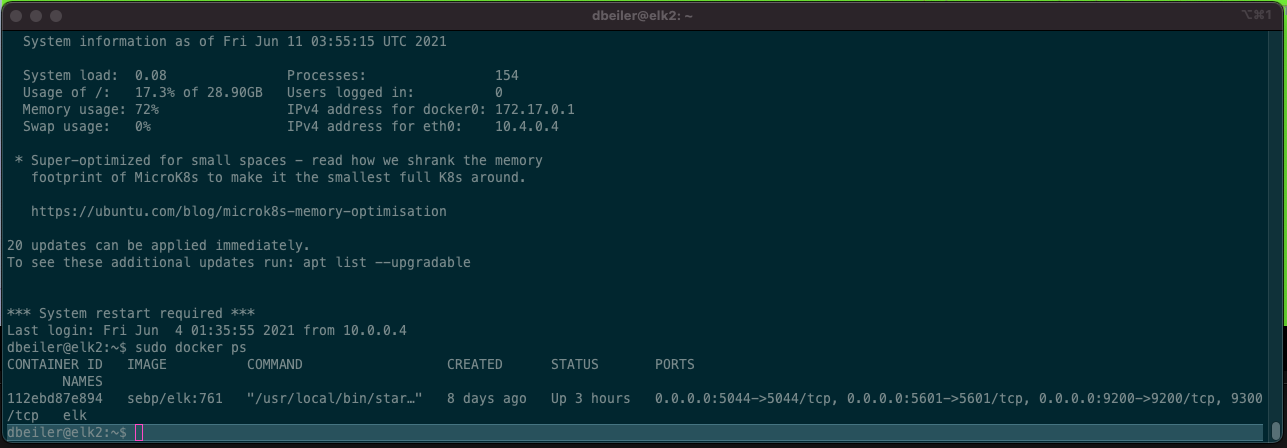 dbeiler@elk2: ~
⌥⌘1
System information as of Fri Jun 11 03:55:15 UTC 2021
System load:  0.08               Processes:                154
Usage of /:   17.3% of 28.90GB   Users logged in:          0
Memory usage: 72%                IPv4 address for docker0: 172.17.0.1
Swap usage:   0%                 IPv4 address for eth0:    10.4.0.4
* Super-optimized for small spaces - read how we shrank the memory
footprint of MicroK8s to make it the smallest full K8s around.
https://ubuntu.com/blog/microk8s-memory-optimisation
20 updates can be applied immediately.
To see these additional updates run: apt list --upgradable
*** System restart required ***
Last login: Fri Jun  4 01:35:55 2021 from 10.0.0.4
dbeiler@elk2:~$ sudo docker ps
CONTAINER ID   IMAGE          COMMAND                  CREATED      STATUS       PORTS
NAMES
112ebd87e894   sebp/elk:761   "/usr/local/bin/star…"   8 days ago   Up 3 hours   0.0.0.0:5044->5044/tcp, 0.0.0.0:5601->5601/tcp, 0.0.0.0:9200->9200/tcp, 9300
/tcp   elk
dbeiler@elk2:~$